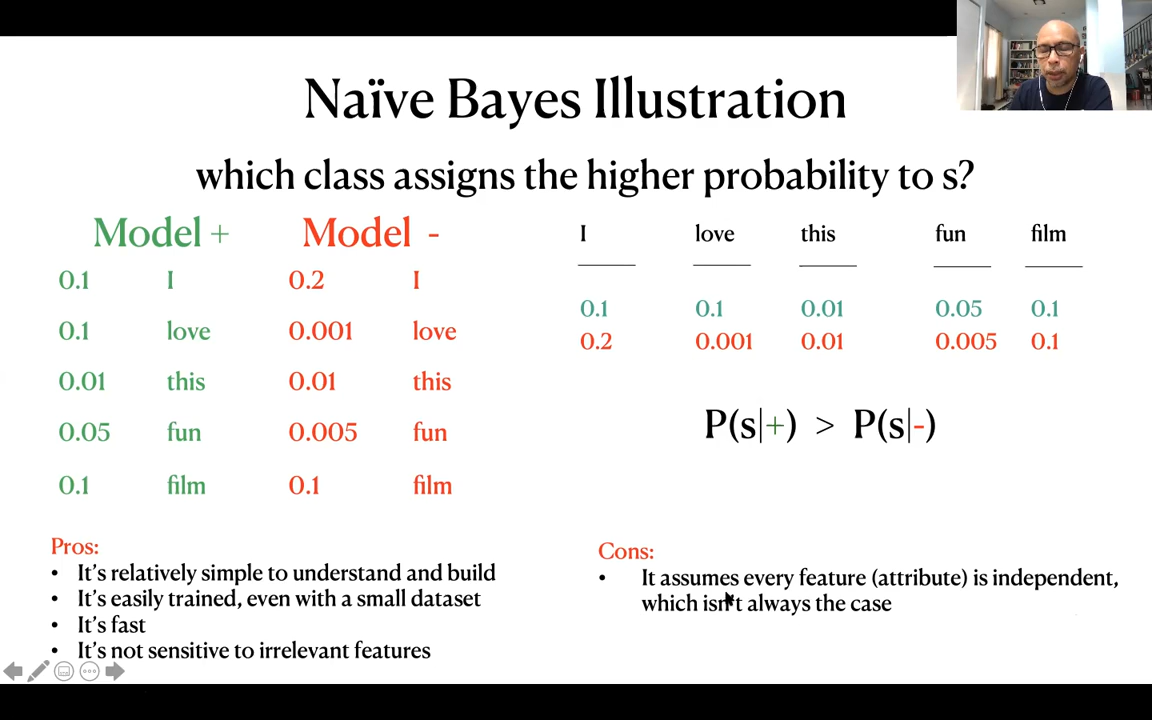 Naïve Bayes Illustration
which class assigns the higher probability to s?
Model + Model -
0.1 I 0.2 I
0.1 love 0.001 love
0.01 this 0.01 this
0.05 fun 0.005 fun
0.1 film 0.1 film
I love this fun film
0.1 0.1 0.01 0.05 0.1
0.2 0.001 0.01 0.005 0.1
P(s|+) > P(s|-)
Pros:
• It's relatively simple to understand and build
• It's easily trained, even with a small dataset
• It's fast
• It's not sensitive to irrelevant features
Cons:
• It assumes every feature (attribute) is independent,
which isn't always the case